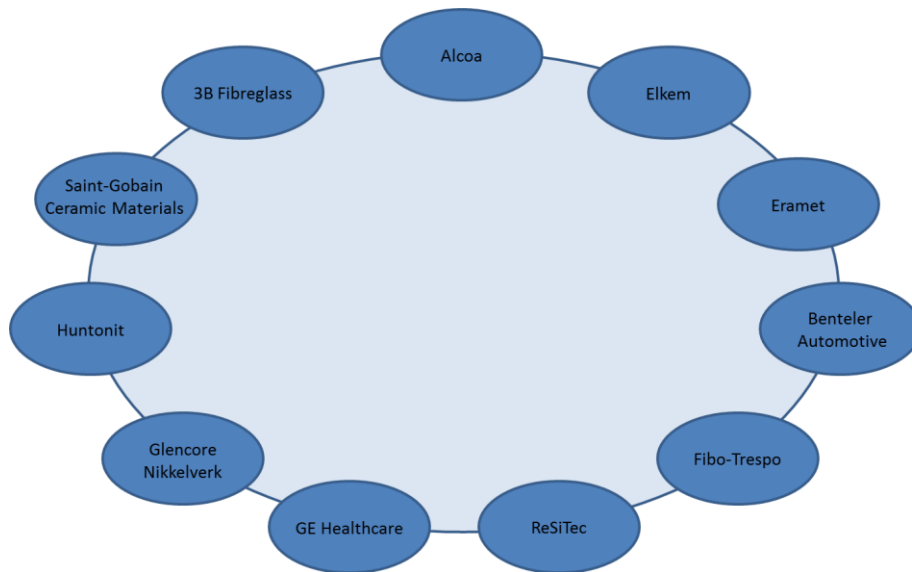 Alcoa
Elkem
Eramet
Benteler
Automotive
Fibo-Trespo
ReSiTec
GE Healthcare
Glencore
Nikkelverk
Huntonit
Saint-Gobain
Ceramic Materials
3B Fibreglass